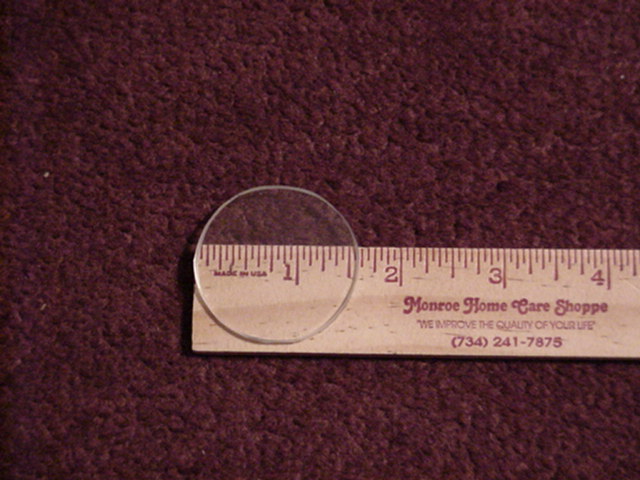 1 2 3 4
MADE IN USA
Monroe Home Care Shoppe
"WE IMPROVE THE QUALITY OF YOUR LIFE"
(734) 241-7875